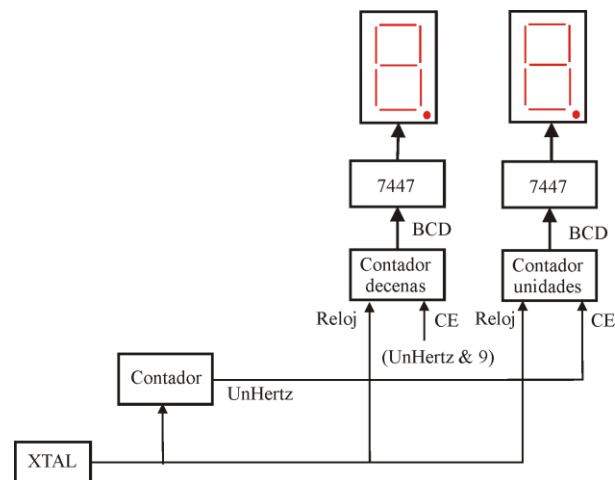 7447
7447
BCD
BCD
Contador
decenas
Contador
unidades
Reloj
CE
Reloj
CE
(UnHertz & 9)
Contador
UnHertz
XTAL